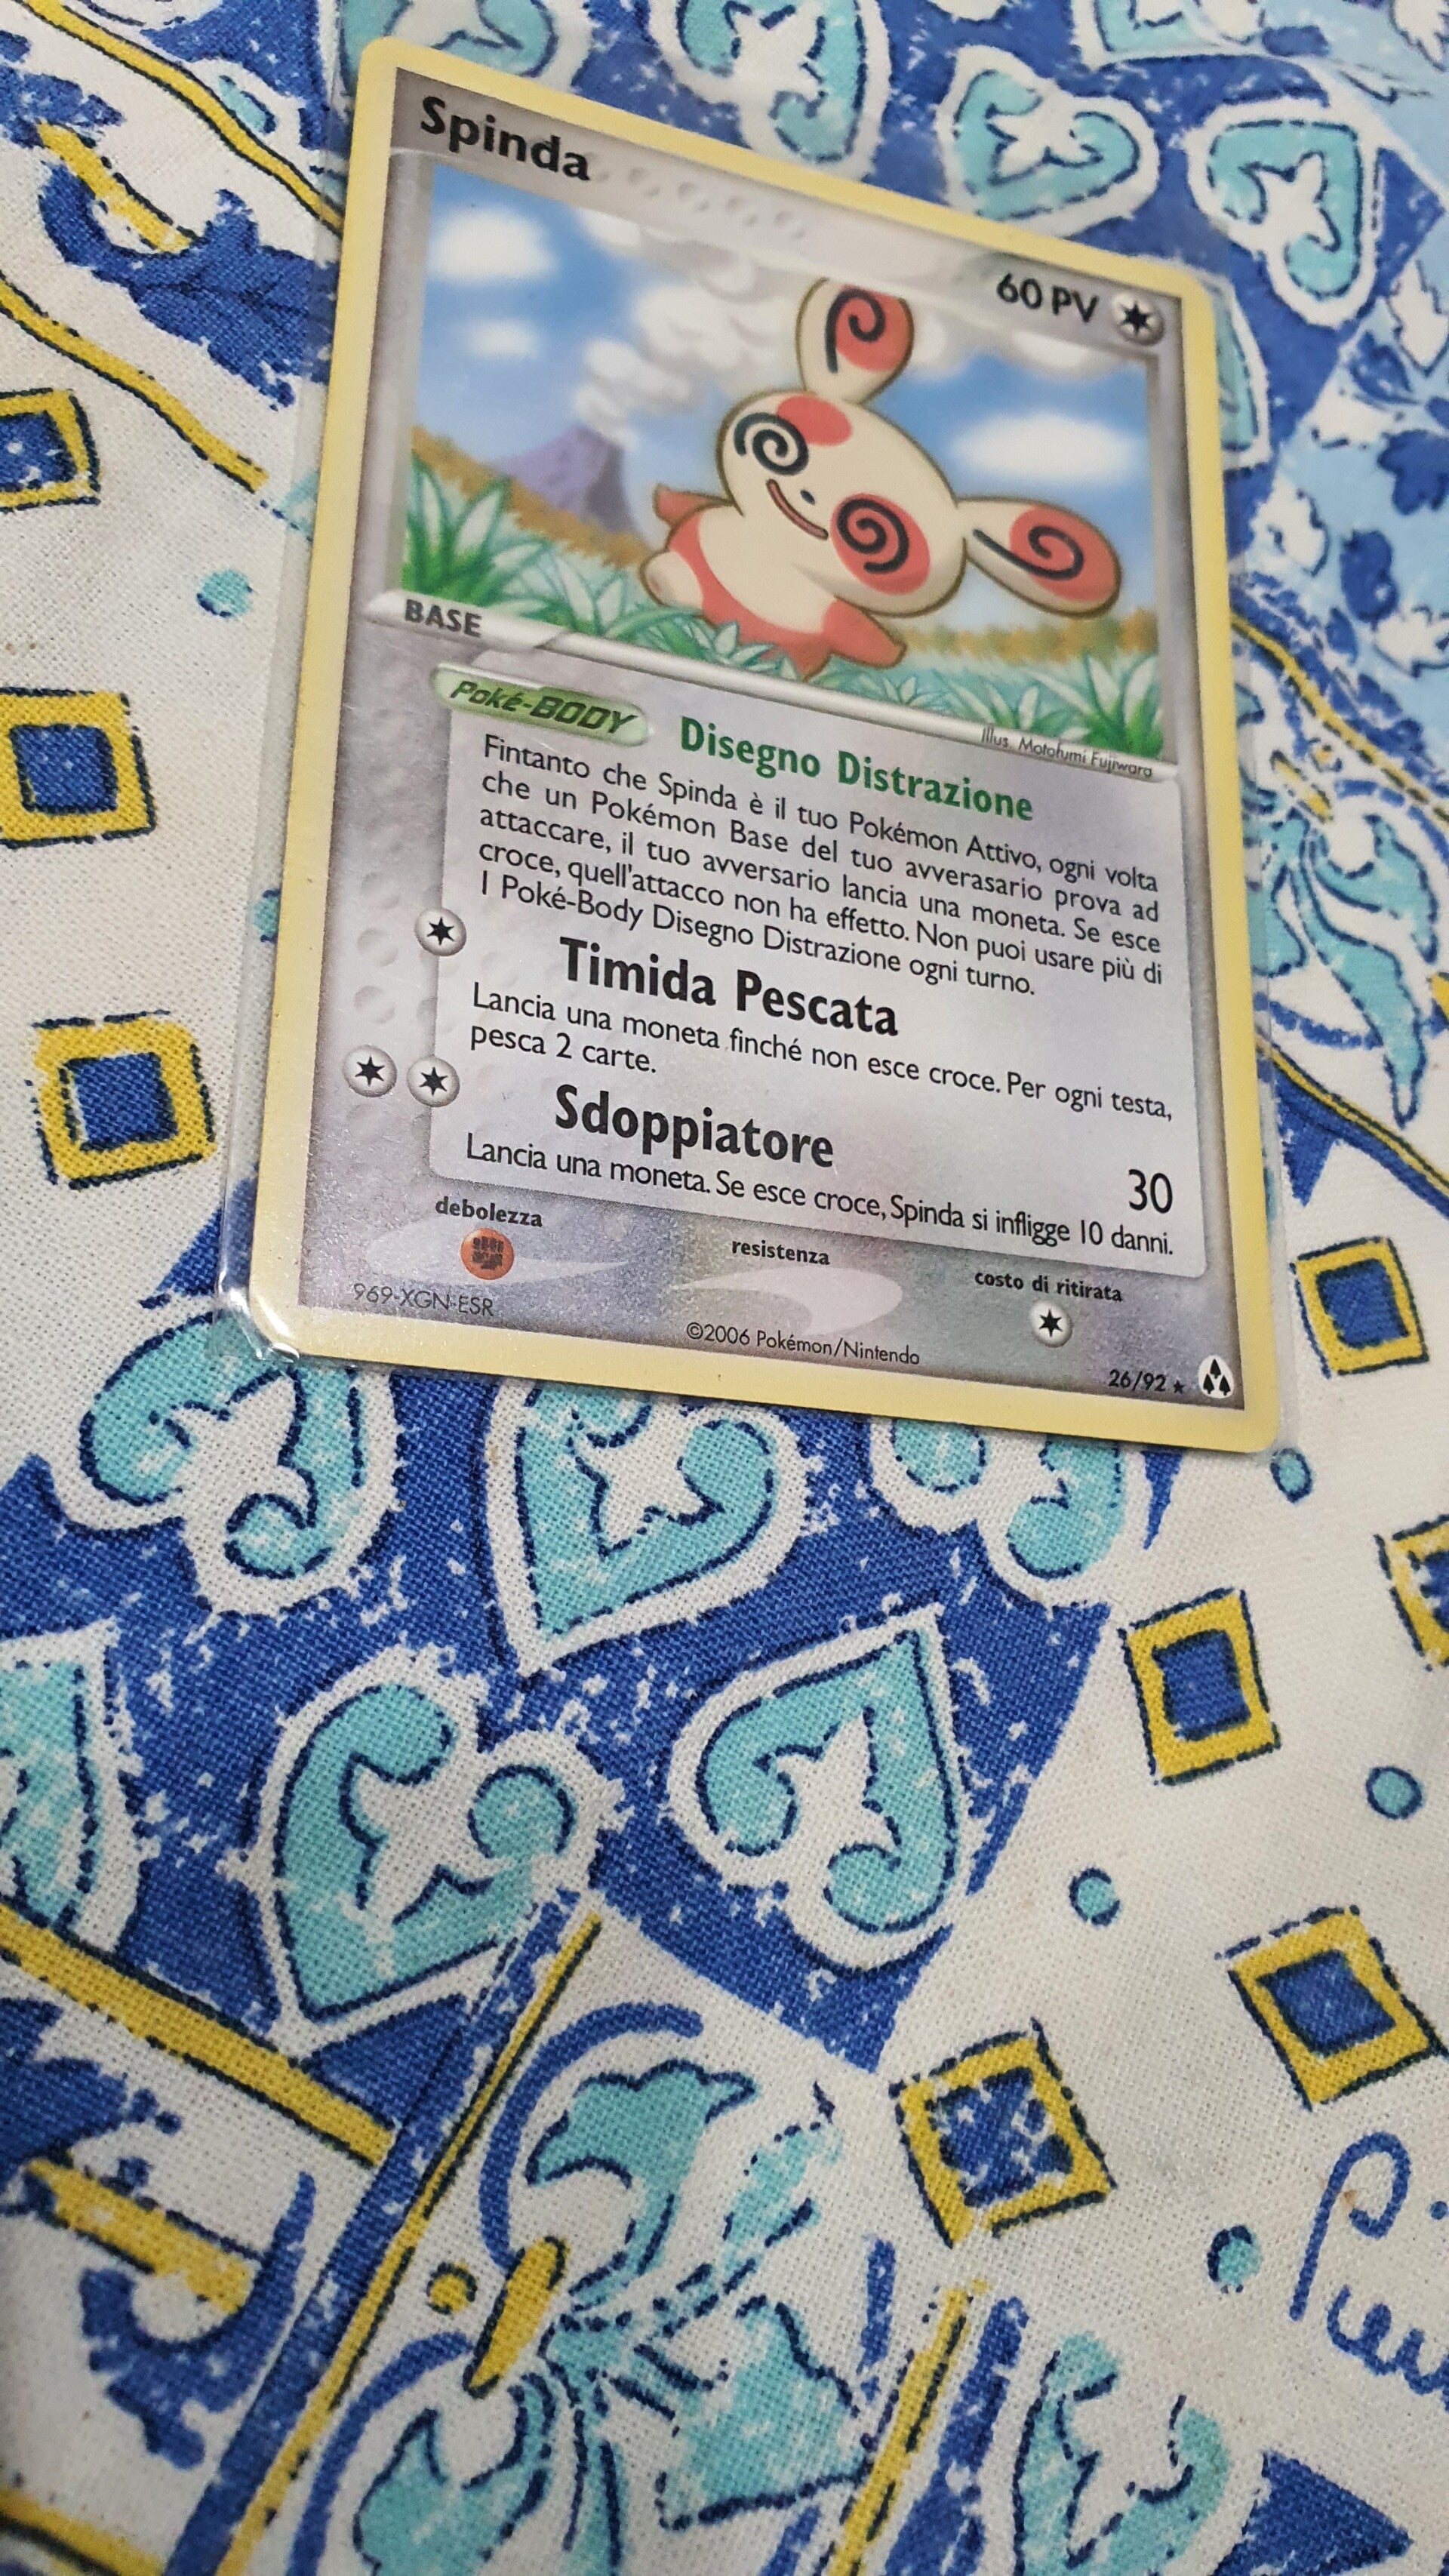 Spinda
60 PV
BASE
Illus. Motofumi Fujiwara
Poké-BODY Disegno Distrazione
Fintanto che Spinda è il tuo Pokémon Attivo, ogni volta
che un Pokémon Base del tuo avverasario prova ad
attaccare, il tuo avversario lancia una moneta. Se esce
croce, quell'attacco non ha effetto. Non puoi usare più di
1 Poké-Body Disegno Distrazione ogni turno.
Timida Pescata
Lancia una moneta finché non esce croce. Per ogni testa,
pesca 2 carte.
Sdoppiatore 30
Lancia una moneta. Se esce croce, Spinda si infligge 10 danni.
debolezza resistenza costo di ritirata
969-XGN-ESR
©2006 Pokémon/Nintendo
26/92 ★